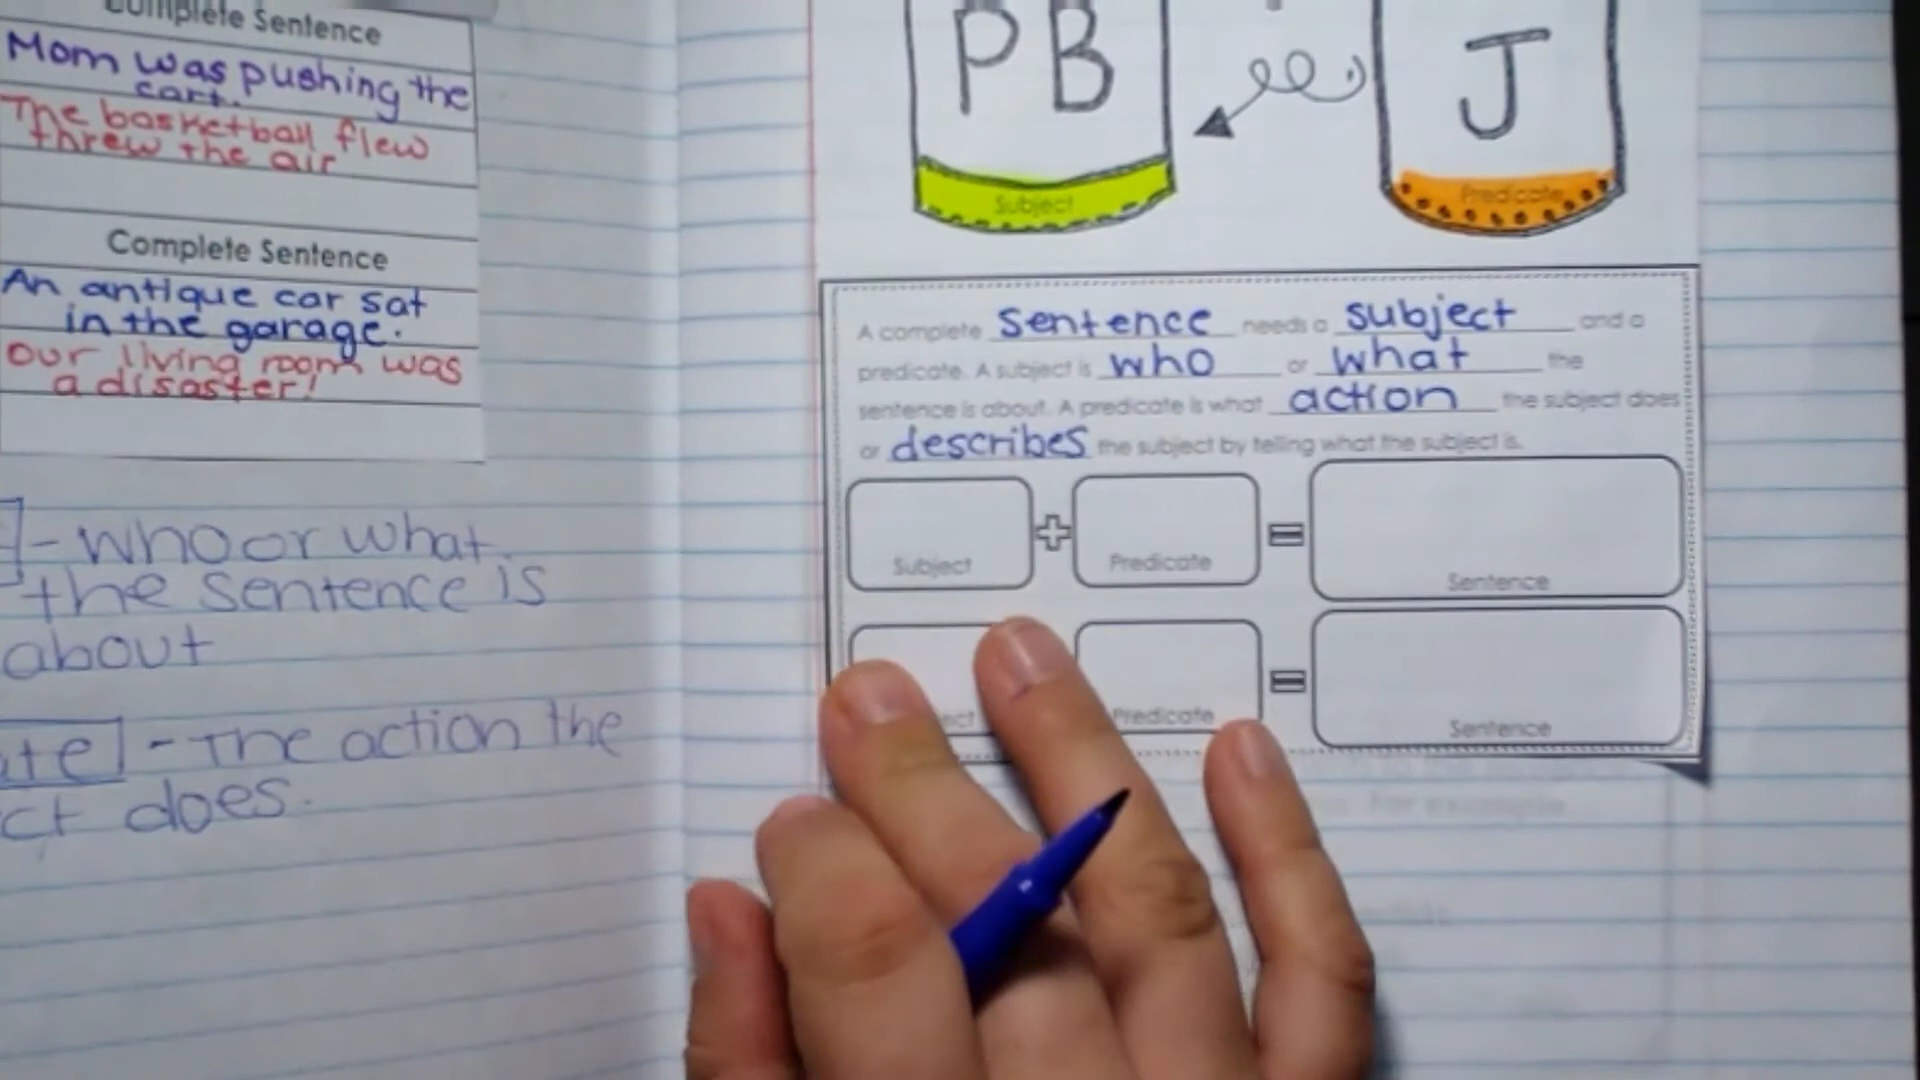 Complete Sentence
Mom was pushing the
cart.
The basketball flew
threw the air
Complete Sentence
An antique car sat
in the garage.
our living room was
a disaster!
- who or what
the sentence is
about
ate - The action the
ct does.
PB
J
Subject
Predicate
A complete sentence needs a subject and a
predicate. A subject is who or what the
sentence is about. A predicate is what action the subject does
or describes the subject by telling what the subject is.
Subject + Predicate = Sentence
ect Predicate = Sentence
For example